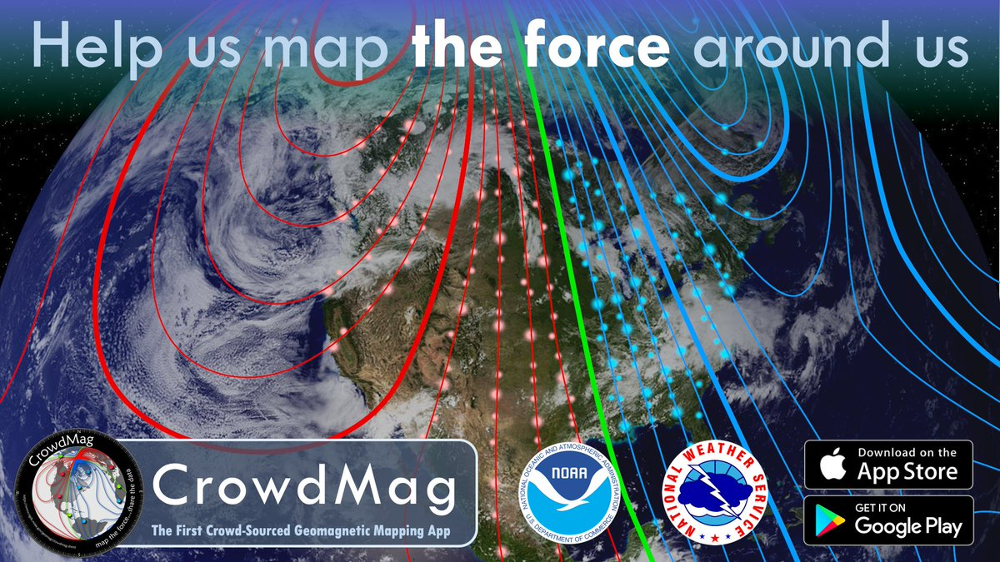 Help us map the force around us
CrowdMag
map the force...share the data
CrowdMag
The First Crowd-Sourced Geomagnetic Mapping App
NATIONAL OCEANIC AND ATMOSPHERIC ADMINISTRATION
NOAA
U.S. DEPARTMENT OF COMMERCE
NATIONAL WEATHER SERVICE
Download on the
App Store
GET IT ON
Google Play